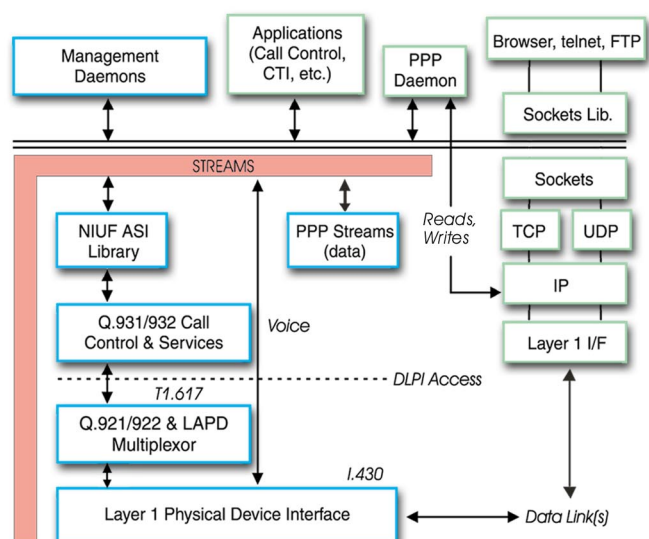 Management
Daemons
Applications
(Call Control,
CTI, etc.)
PPP
Daemon
Browser, telnet, FTP
Sockets Lib.
STREAMS
Sockets
NIUF ASI
Library
PPP Streams
(data)
Reads,
Writes
TCP
UDP
IP
Q.931/932 Call
Control & Services
Voice
Layer 1 I/F
DLPI Access
T1.617
Q.921/922 & LAPD
Multiplexor
I.430
Layer 1 Physical Device Interface
Data Link(s)